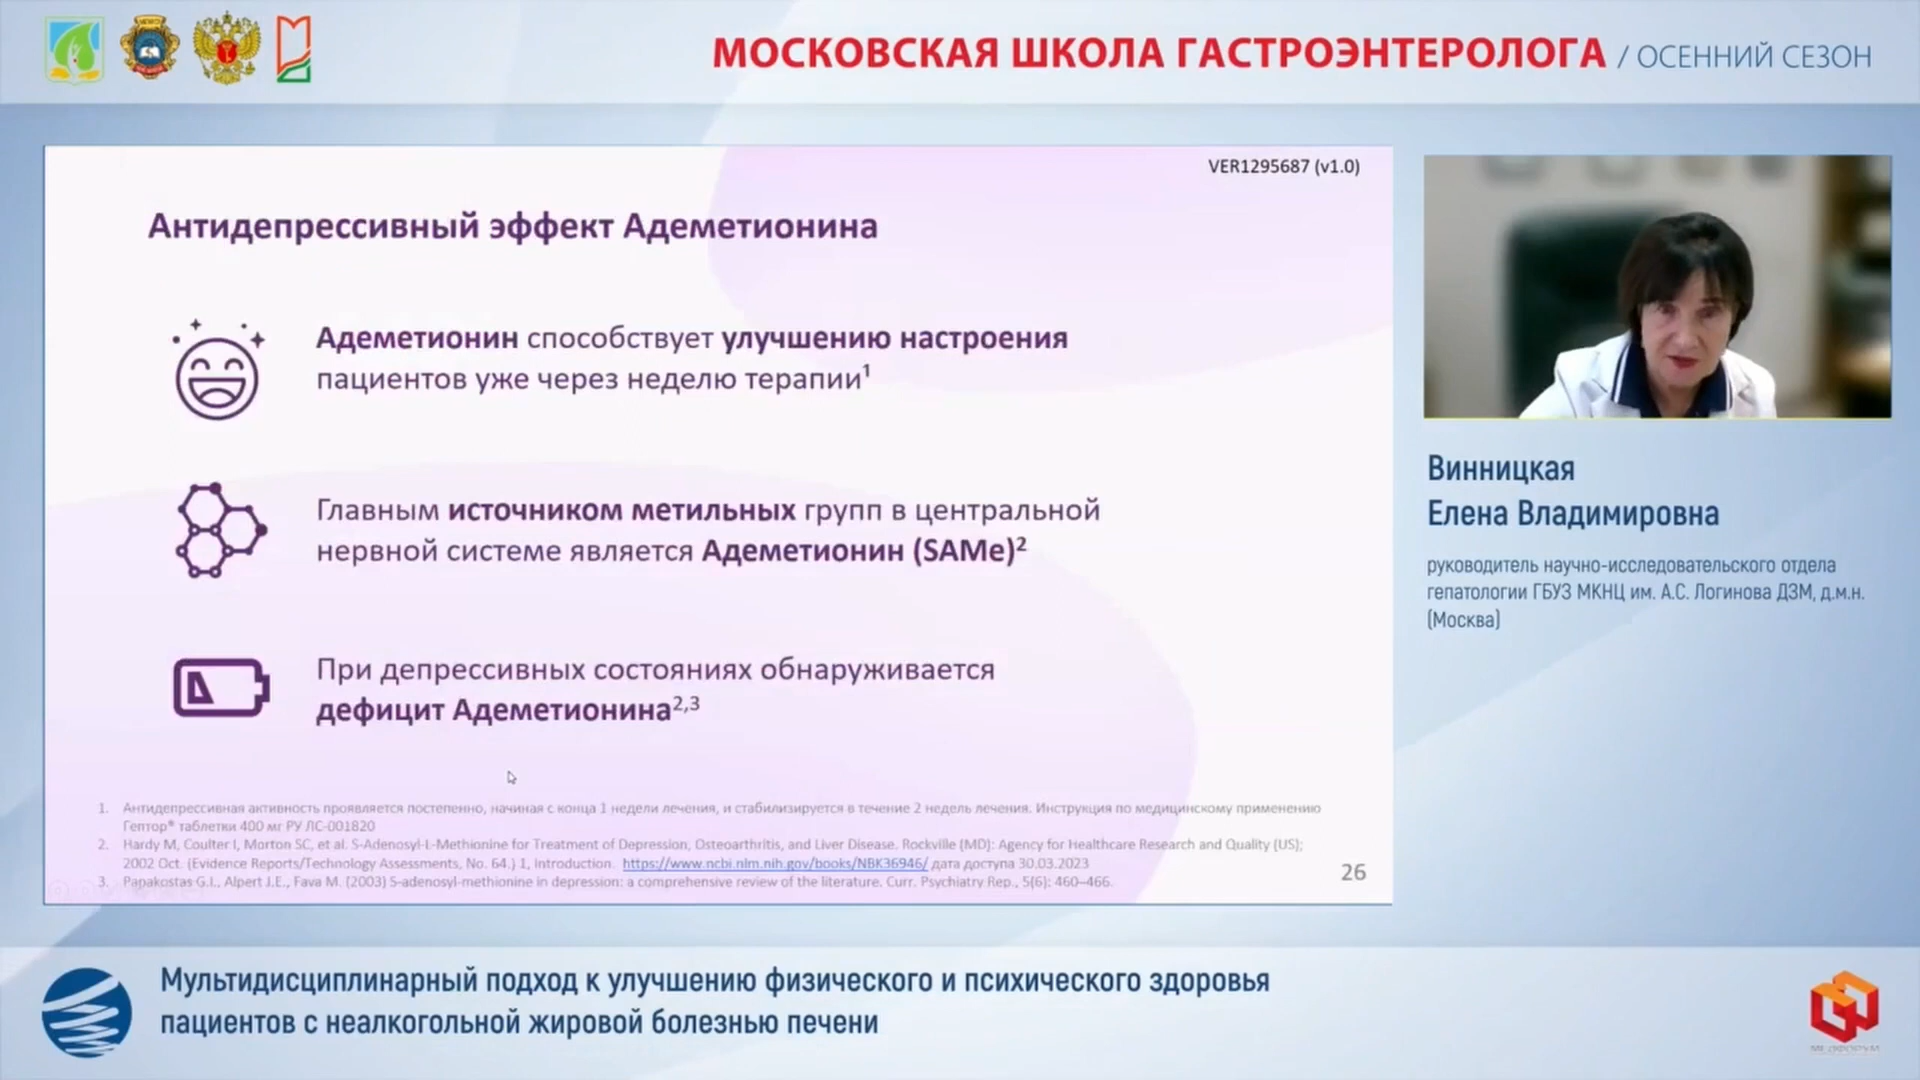 МОСКОВСКАЯ ШКОЛА ГАСТРОЭНТЕРОЛОГА / ОСЕННИЙ СЕЗОН
VER1295687 (v1.0)
Антидепрессивный эффект Адеметионина
Адеметионин способствует улучшению настроения
пациентов уже через неделю терапии¹
Главным источником метильных групп в центральной
нервной системе является Адеметионин (SAMe)²
При депрессивных состояниях обнаруживается
дефицит Адеметионина²,³
1. Антидепрессивная активность проявляется постепенно, начиная с конца 1 недели лечения, и стабилизируется в течение 2 недель лечения. Инструкция по медицинскому применению
Гептор® таблетки 400 мг РУ ЛС-001820
2. Hardy M, Coulter I, Morton SC, et al. S-Adenosyl-L-Methionine for Treatment of Depression, Osteoarthritis, and Liver Disease. Rockville (MD): Agency for Healthcare Research and Quality (US);
2002 Oct. (Evidence Reports/Technology Assessments, No. 64.) 1, Introduction. https://www.ncbi.nlm.nih.gov/books/NBK36946/ дата доступа 30.03.2023
3. Papakostas G.I., Alpert J.E., Fava M. (2003) S-adenosyl-methionine in depression: a comprehensive review of the literature. Curr. Psychiatry Rep., 5(6): 460–466.
26
Винницкая
Елена Владимировна
руководитель научно-исследовательского отдела
гепатологии ГБУЗ МКНЦ им. А.С. Логинова ДЗМ, д.м.н.
(Москва)
Мультидисциплинарный подход к улучшению физического и психического здоровья
пациентов с неалкогольной жировой болезнью печени